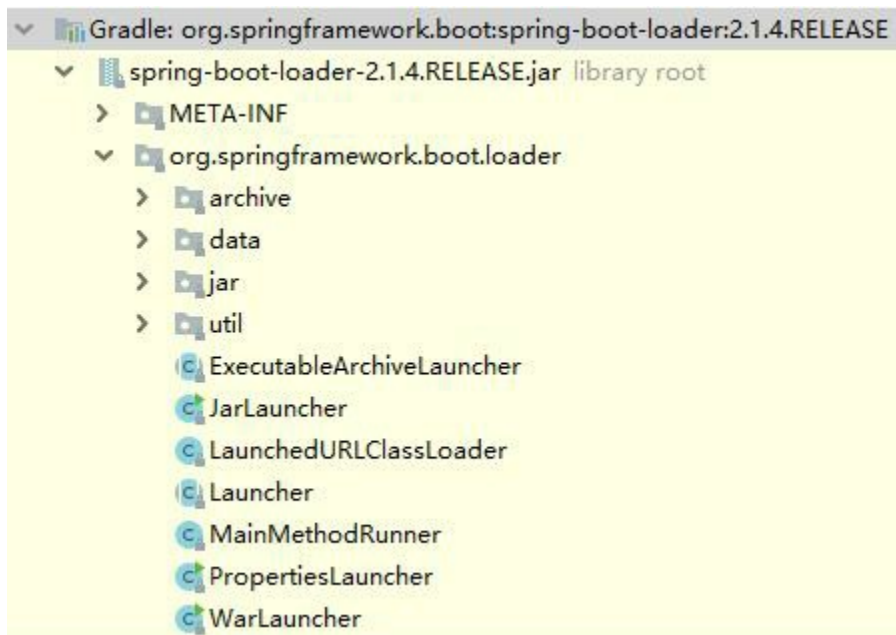 Gradle: org.springframework.boot:spring-boot-loader:2.1.4.RELEASE
spring-boot-loader-2.1.4.RELEASE.jar library root
META-INF
org.springframework.boot.loader
archive
data
jar
util
ExecutableArchiveLauncher
JarLauncher
LaunchedURLClassLoader
Launcher
MainMethodRunner
PropertiesLauncher
WarLauncher